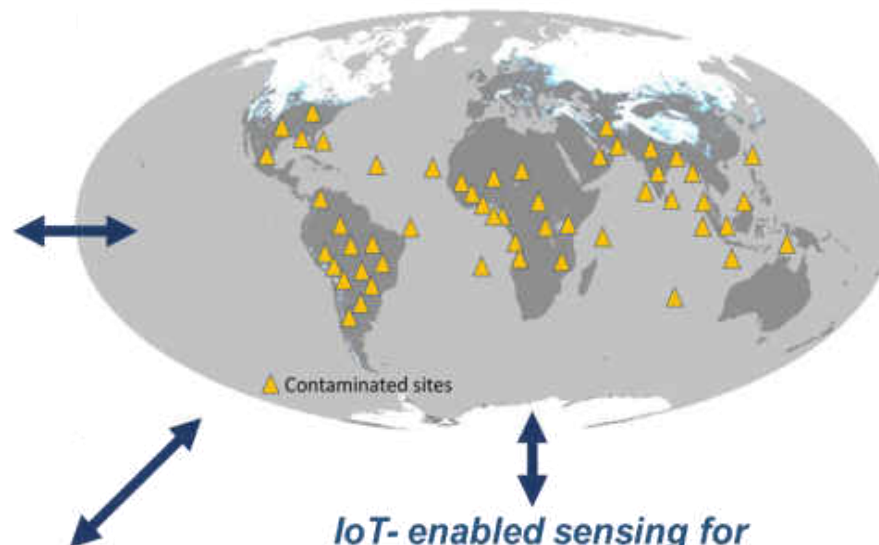 Contaminated sites
IoT- enabled sensing for